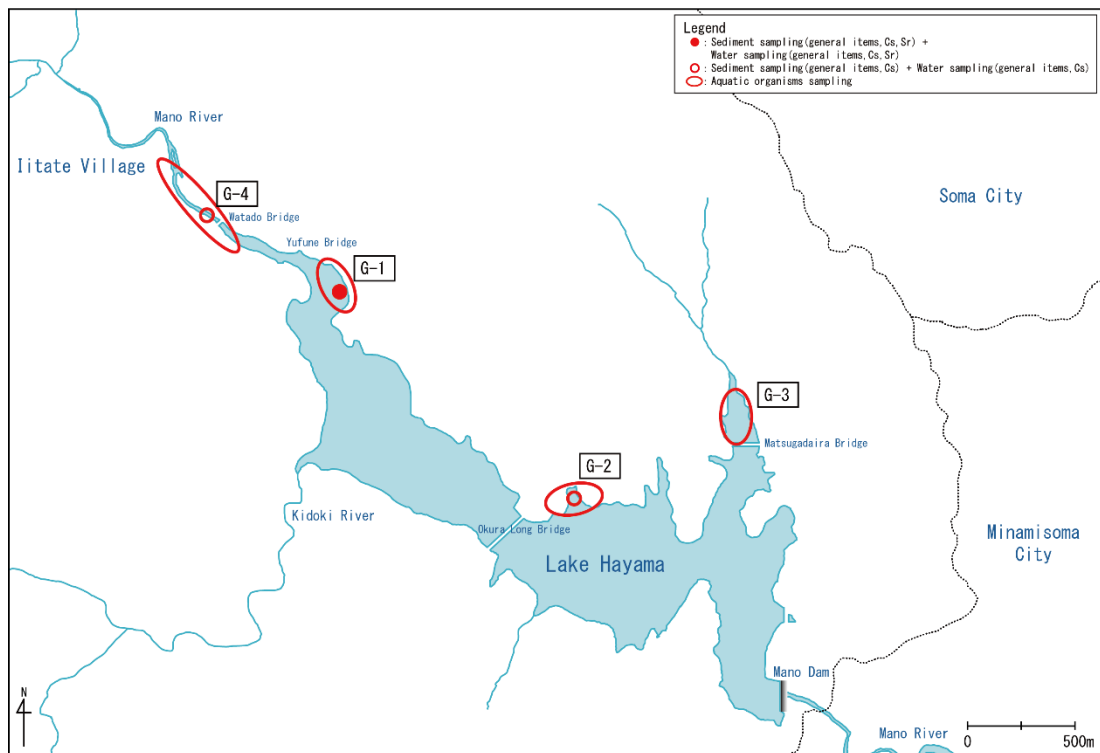 Legend
: Sediment sampling(general items,Cs,Sr) +
Water sampling(general items,Cs,Sr)
: Sediment sampling(general items,Cs) + Water sampling(general items,Cs)
: Aquatic organisms sampling
Mano River
Iitate Village
G-4
Watado Bridge
Yufune Bridge
G-1
Soma City
G-3
Matsugadaira Bridge
G-2
Kidoki River
Okura Long Bridge
Lake Hayama
Minamisoma
City
Mano Dam
Mano River
N
0
500m